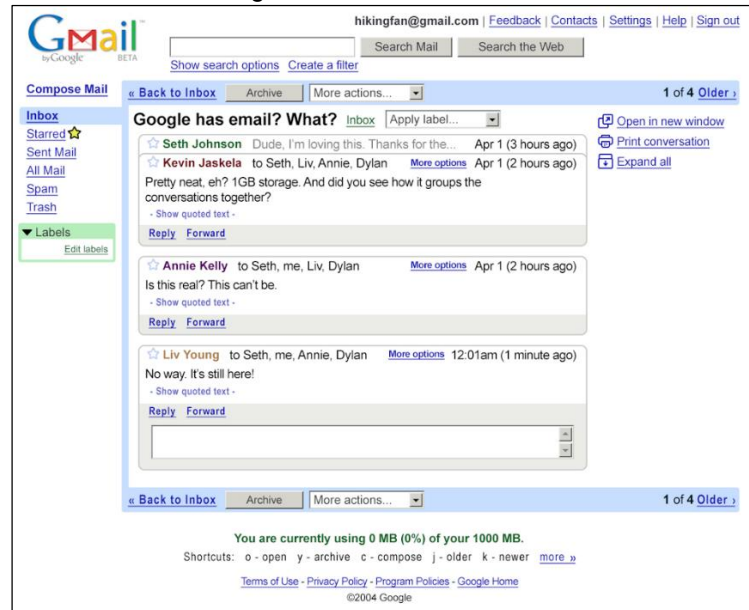 hikingfan@gmail.com | Feedback | Contacts | Settings | Help | Sign out
Gmail
by Google BETA
Search Mail Search the Web
Show search options Create a filter
Compose Mail
Inbox
Starred
Sent Mail
All Mail
Spam
Trash
Labels
Edit labels
« Back to Inbox Archive More actions... 1 of 4 Older ›
Google has email? What? Inbox Apply label...
Open in new window
Print conversation
Expand all
Seth Johnson Dude, I'm loving this. Thanks for the... Apr 1 (3 hours ago)
Kevin Jaskela to Seth, Liv, Annie, Dylan More options Apr 1 (2 hours ago)
Pretty neat, eh? 1GB storage. And did you see how it groups the
conversations together?
- Show quoted text -
Reply Forward
Annie Kelly to Seth, me, Liv, Dylan More options Apr 1 (2 hours ago)
Is this real? This can't be.
- Show quoted text -
Reply Forward
Liv Young to Seth, me, Annie, Dylan More options 12:01am (1 minute ago)
No way. It's still here!
- Show quoted text -
Reply Forward
« Back to Inbox Archive More actions... 1 of 4 Older ›
You are currently using 0 MB (0%) of your 1000 MB.
Shortcuts: o - open y - archive c - compose j - older k - newer more »
Terms of Use - Privacy Policy - Program Policies - Google Home
©2004 Google